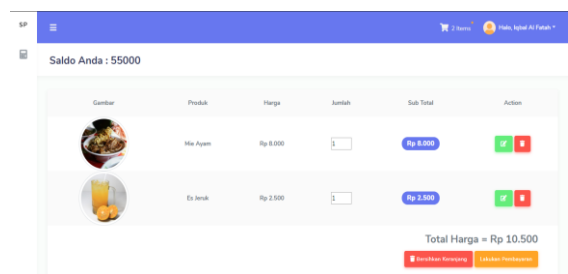 SP
2 Items
Halo, Iqbal Al Fatah
Saldo Anda : 55000
Gambar Produk Harga Jumlah Sub Total Action
Mie Ayam Rp 8.000 1 Rp 8.000
Es Jeruk Rp 2.500 1 Rp 2.500
Total Harga = Rp 10.500
Bersihkan Keranjang Lakukan Pembayaran